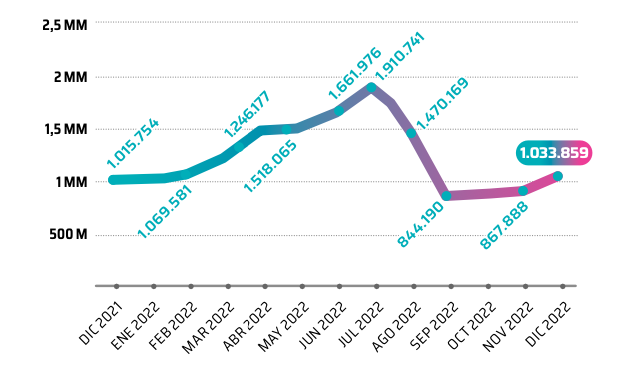 2,5 MM
2 MM
1,5 MM
1 MM
500 M
1.015.754
1.069.581
1.246.177
1.518.065
1.661.976
1.910.741
1.470.169
844.190
867.888
1.033.859
DIC 2021
ENE 2022
FEB 2022
MAR 2022
ABR 2022
MAY 2022
JUN 2022
JUL 2022
AGO 2022
SEP 2022
OCT 2022
NOV 2022
DIC 2022